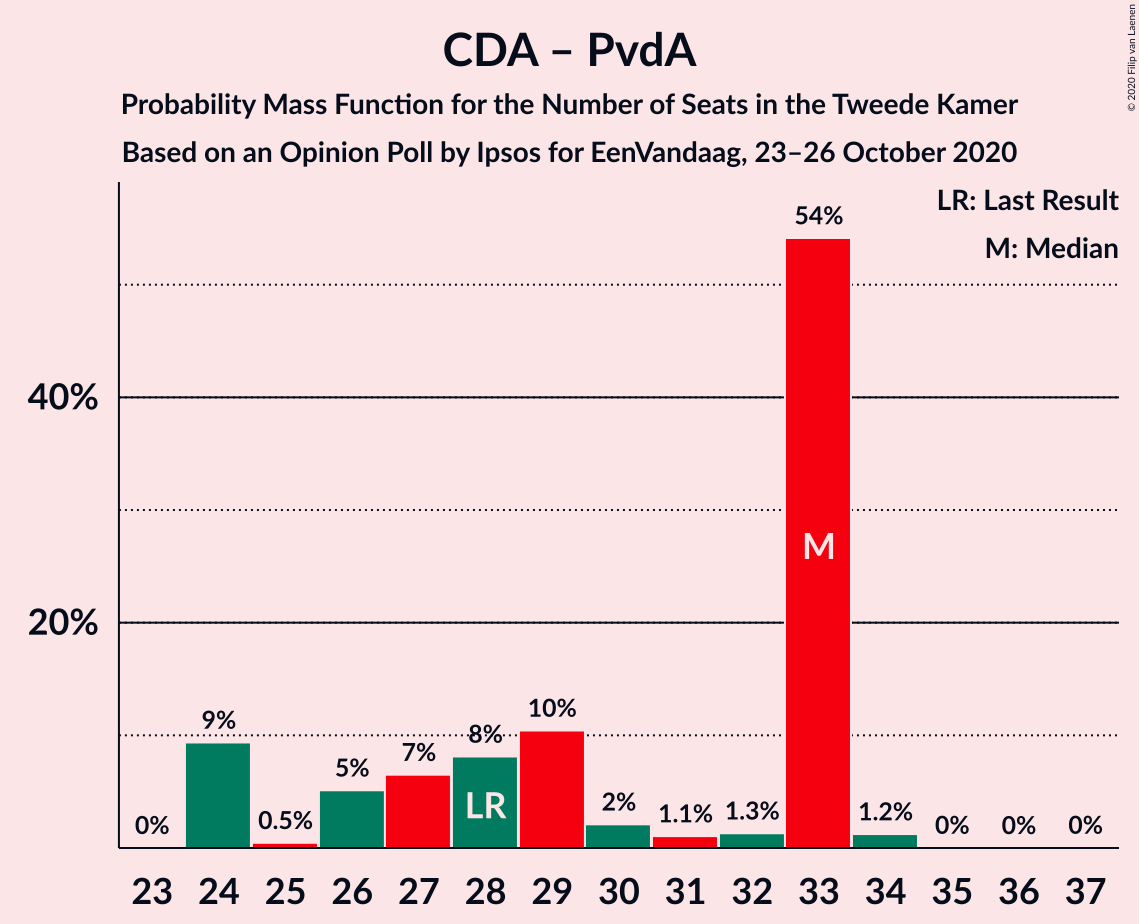 CDA – PvdA
Probability Mass Function for the Number of Seats in the Tweede Kamer
Based on an Opinion Poll by Ipsos for EenVandaag, 23–26 October 2020
© 2020 Filip van Laenen
LR: Last Result
M: Median
54%
40%
M
20%
9%
10%
8%
7%
5%
LR
2%
0%
0.5%
1.1%
1.3%
1.2%
0%
0%
0%
23 24 25 26 27 28 29 30 31 32 33 34 35 36 37